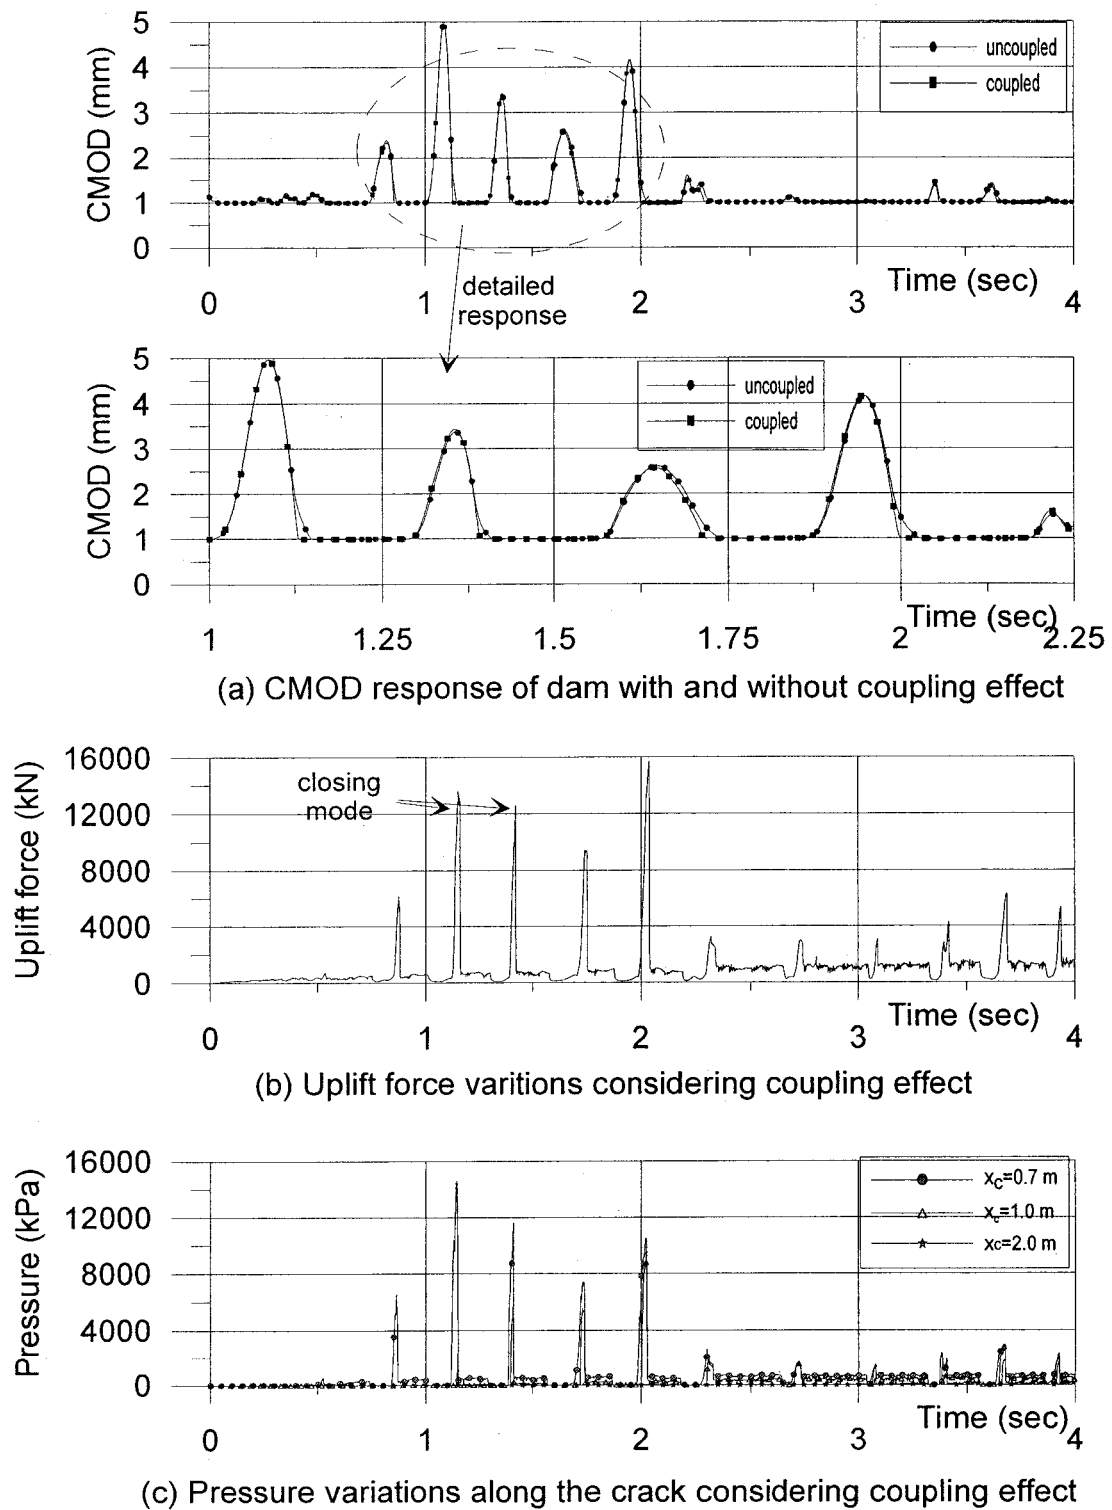 CMOD (mm)
5
4
3
2
1
0
uncoupled
coupled
Time (sec)
0 1 2 3 4
detailed
response
CMOD (mm)
5
4
3
2
1
0
uncoupled
coupled
Time (sec)
1 1.25 1.5 1.75 2 2.25
(a) CMOD response of dam with and without coupling effect
Uplift force (kN)
16000
12000
8000
4000
0
closing
mode
Time (sec)
0 1 2 3 4
(b) Uplift force varitions considering coupling effect
Pressure (kPa)
16000
12000
8000
4000
0
xC=0.7 m
xc=1.0 m
xc=2.0 m
Time (sec)
0 1 2 3 4
(c) Pressure variations along the crack considering coupling effect